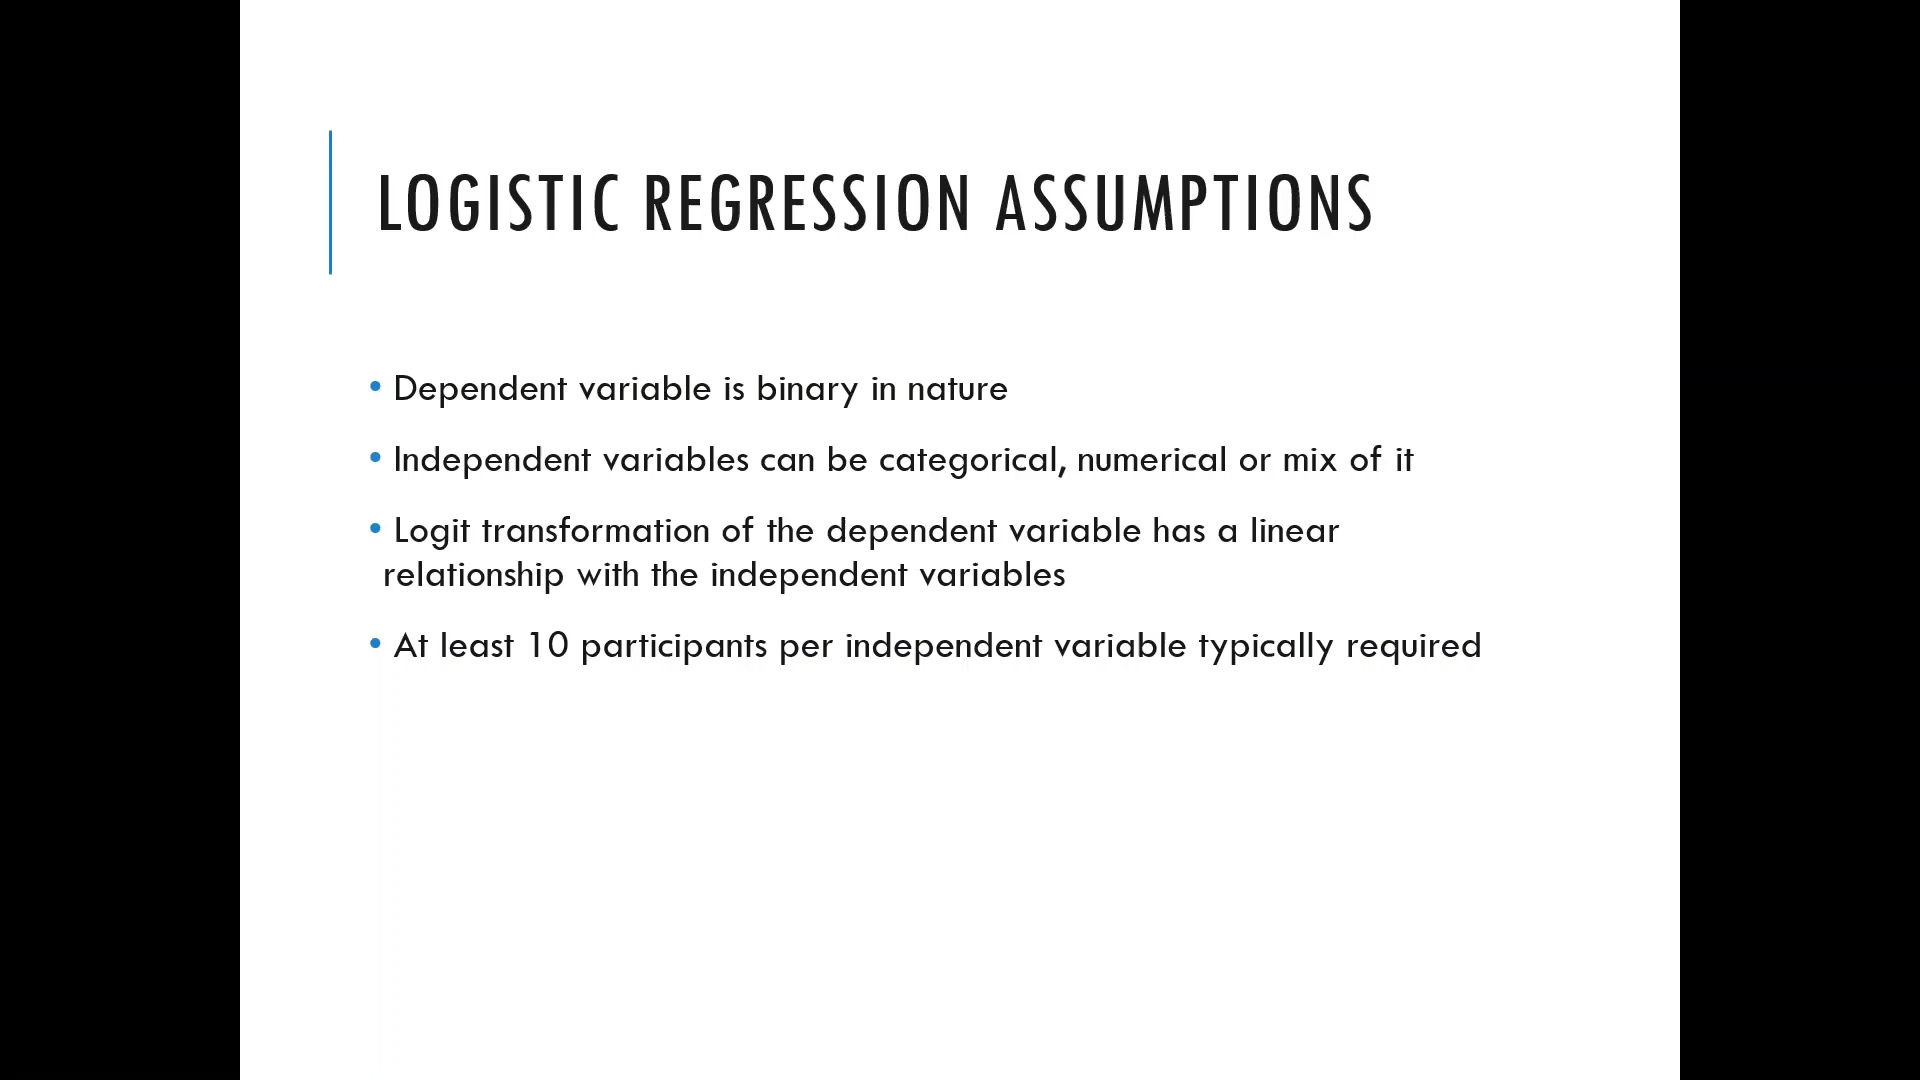 LOGISTIC REGRESSION ASSUMPTIONS
• Dependent variable is binary in nature
• Independent variables can be categorical, numerical or mix of it
• Logit transformation of the dependent variable has a linear
relationship with the independent variables
• At least 10 participants per independent variable typically required